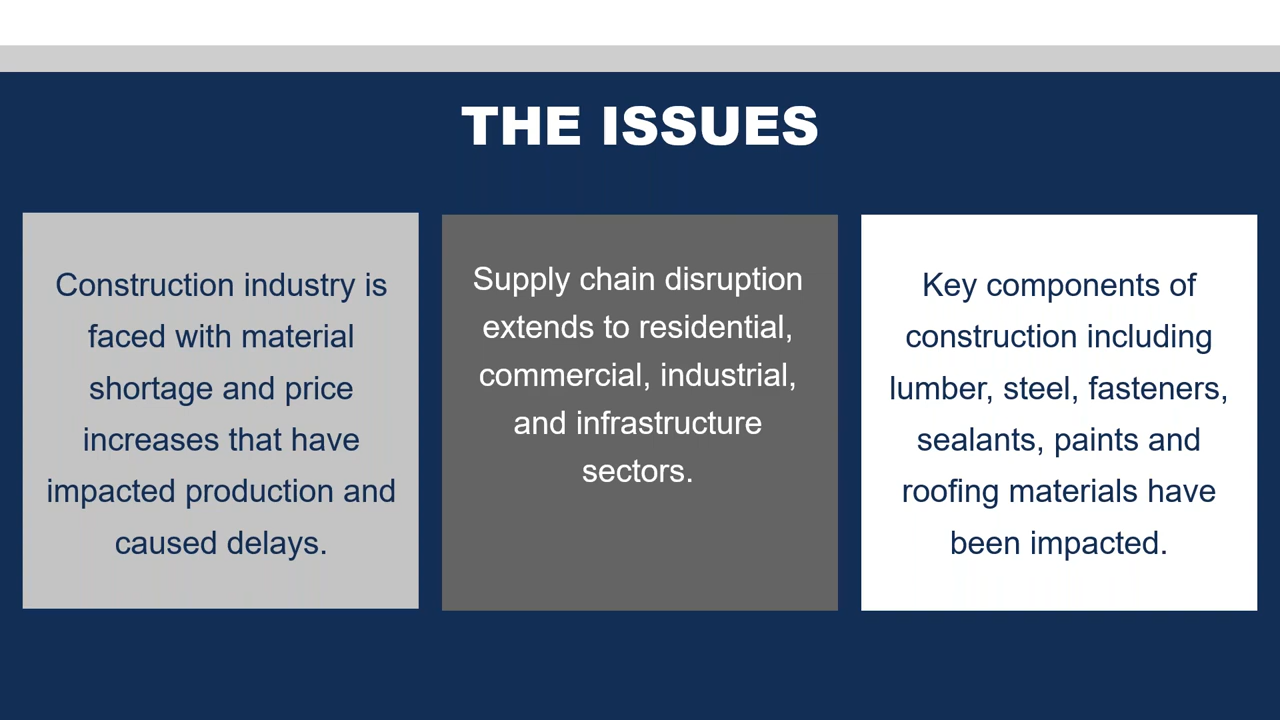 THE ISSUES
Construction industry is
faced with material
shortage and price
increases that have
impacted production and
caused delays.
Supply chain disruption
extends to residential,
commercial, industrial,
and infrastructure
sectors.
Key components of
construction including
lumber, steel, fasteners,
sealants, paints and
roofing materials have
been impacted.